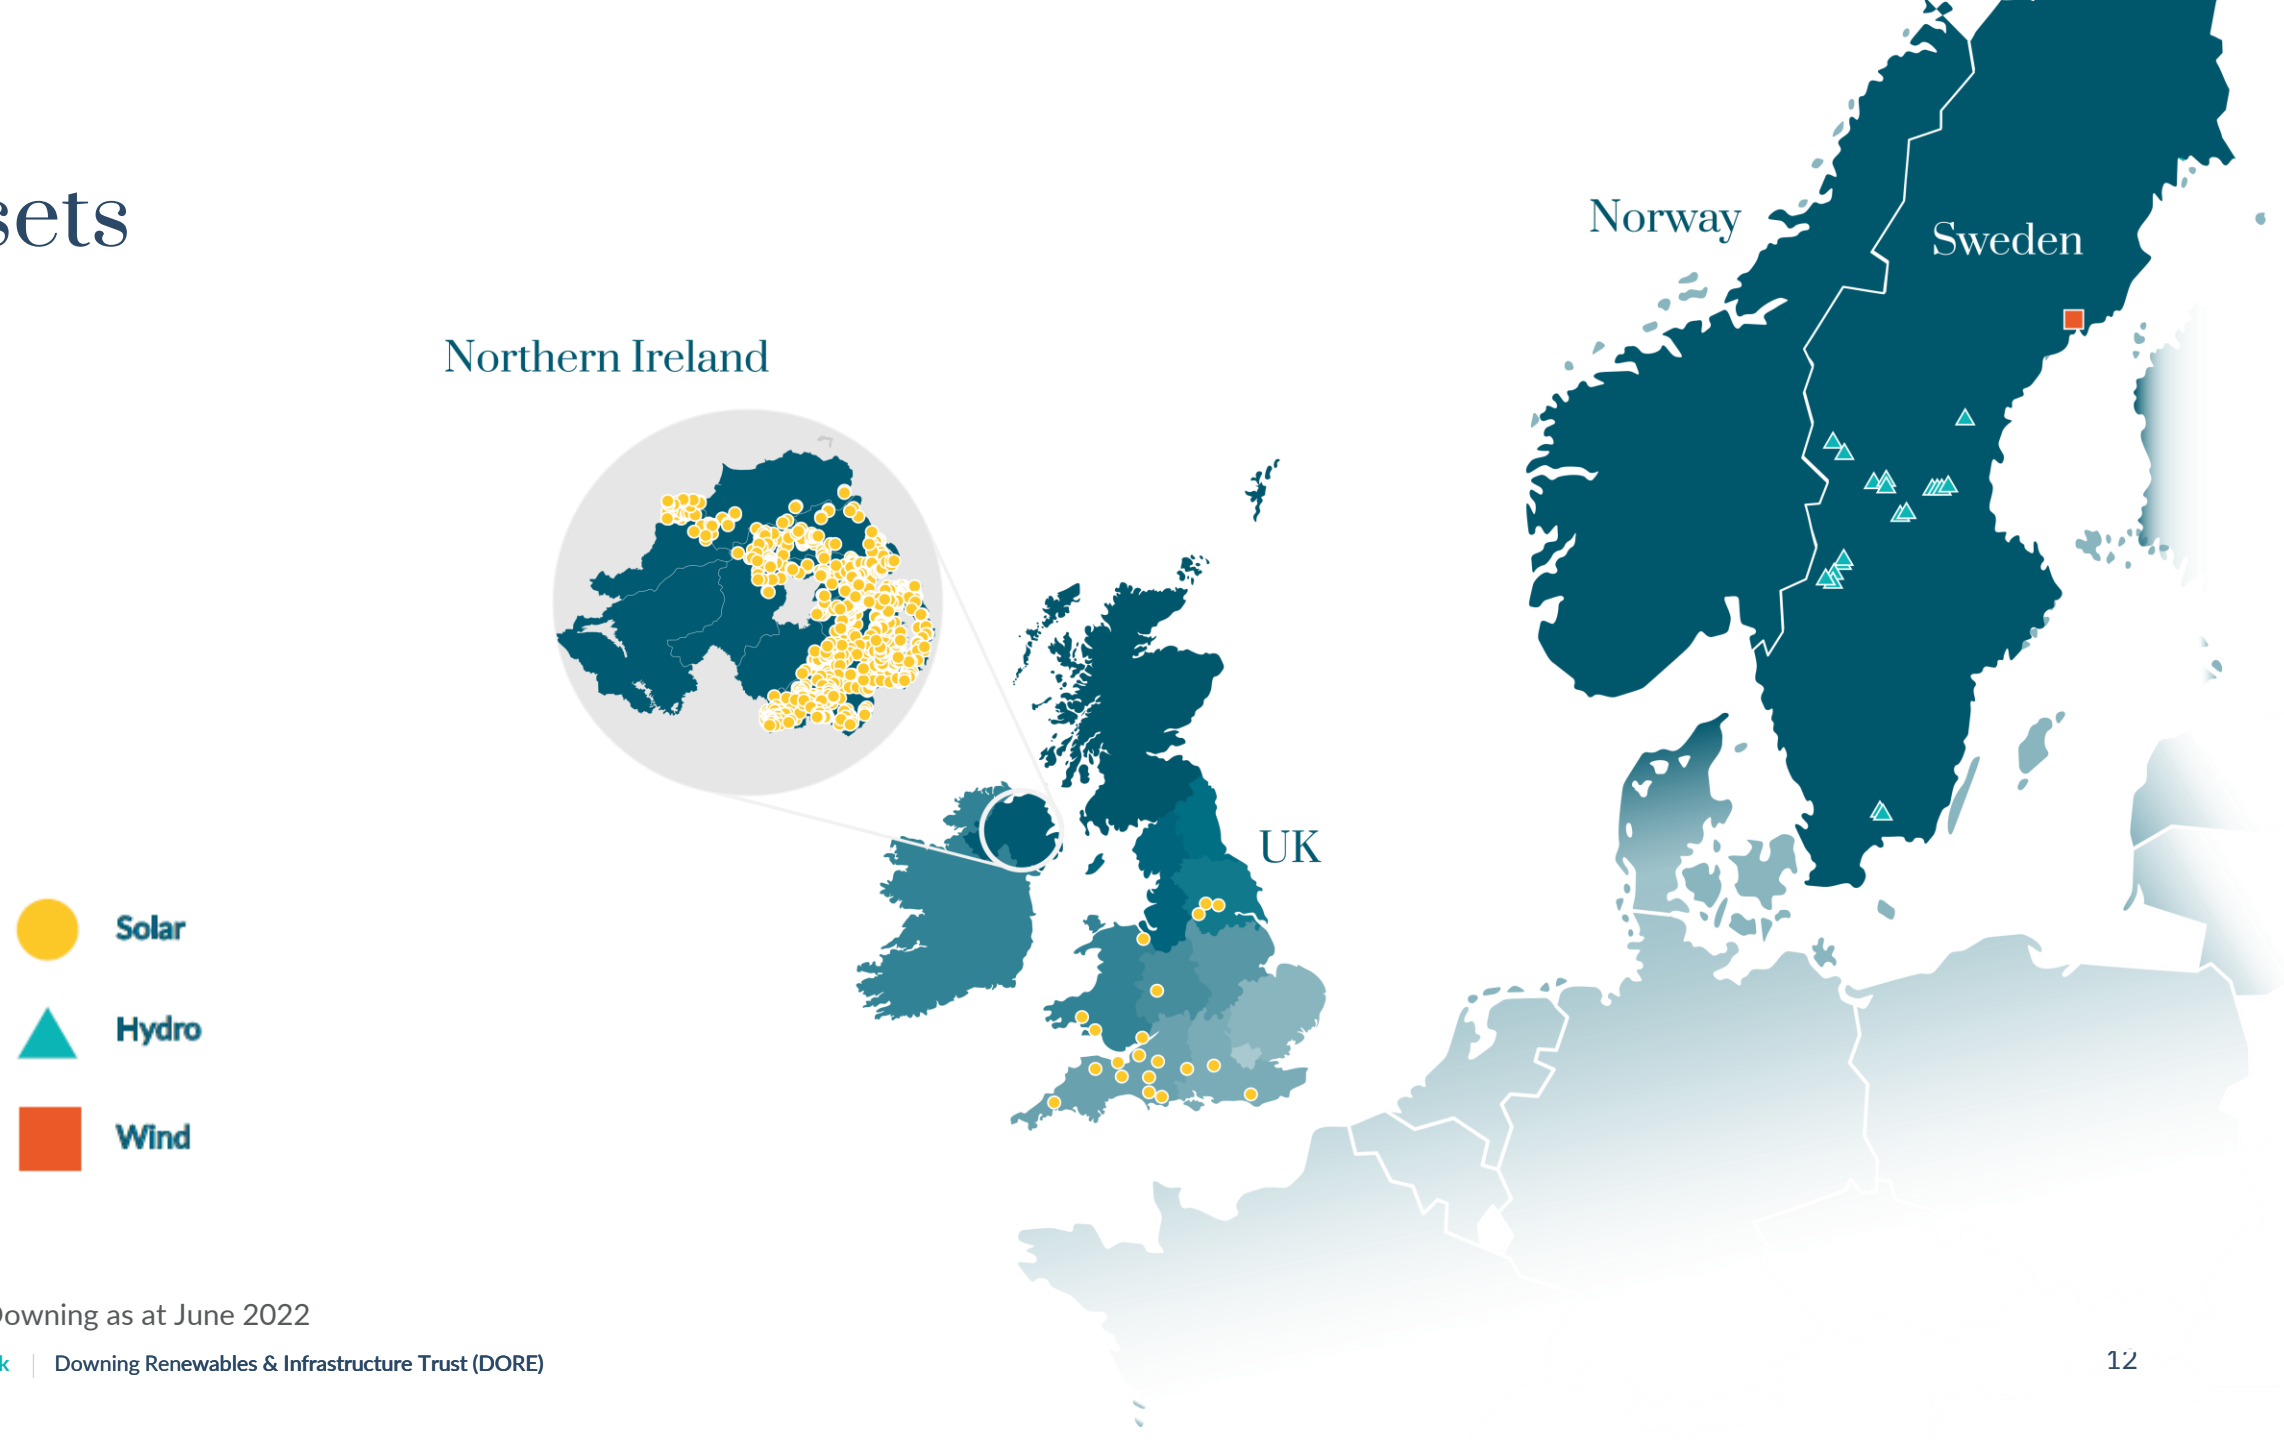 sets
Norway
Sweden
Northern Ireland
UK
Solar
Hydro
Wind
Downing as at June 2022
k | Downing Renewables & Infrastructure Trust (DORE)
12